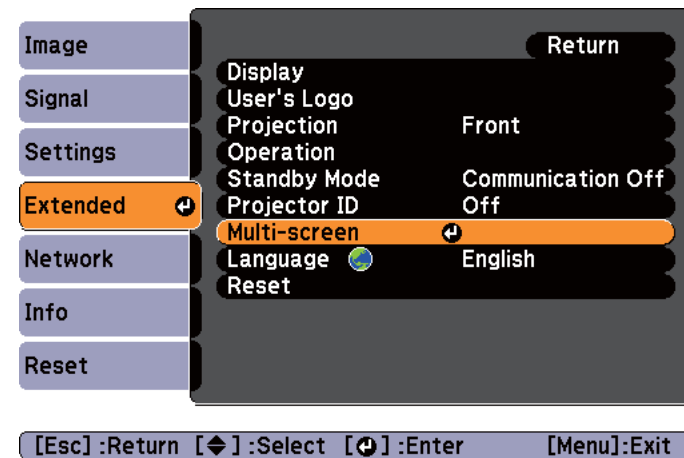 Image
Signal
Settings
Extended
Network
Info
Reset
Return
Display
User's Logo
Projection Front
Operation
Standby Mode Communication Off
Projector ID Off
Multi-screen
Language English
Reset
[Esc] :Return [ ] :Select [ ] :Enter [Menu]:Exit